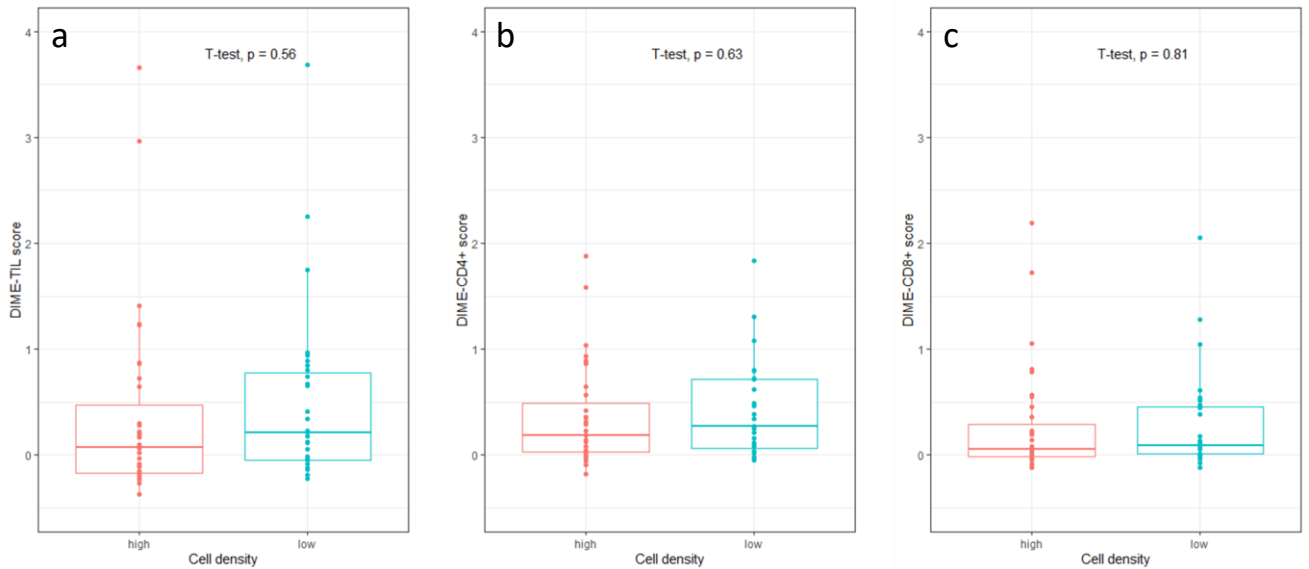 a
T-test, p = 0.56
4
3
2
1
0
DIME-TIL score
high
low
Cell density
b
T-test, p = 0.63
4
3
2
1
0
DIME-CD4+ score
high
low
Cell density
c
T-test, p = 0.81
4
3
2
1
0
DIME-CD8+ score
high
low
Cell density